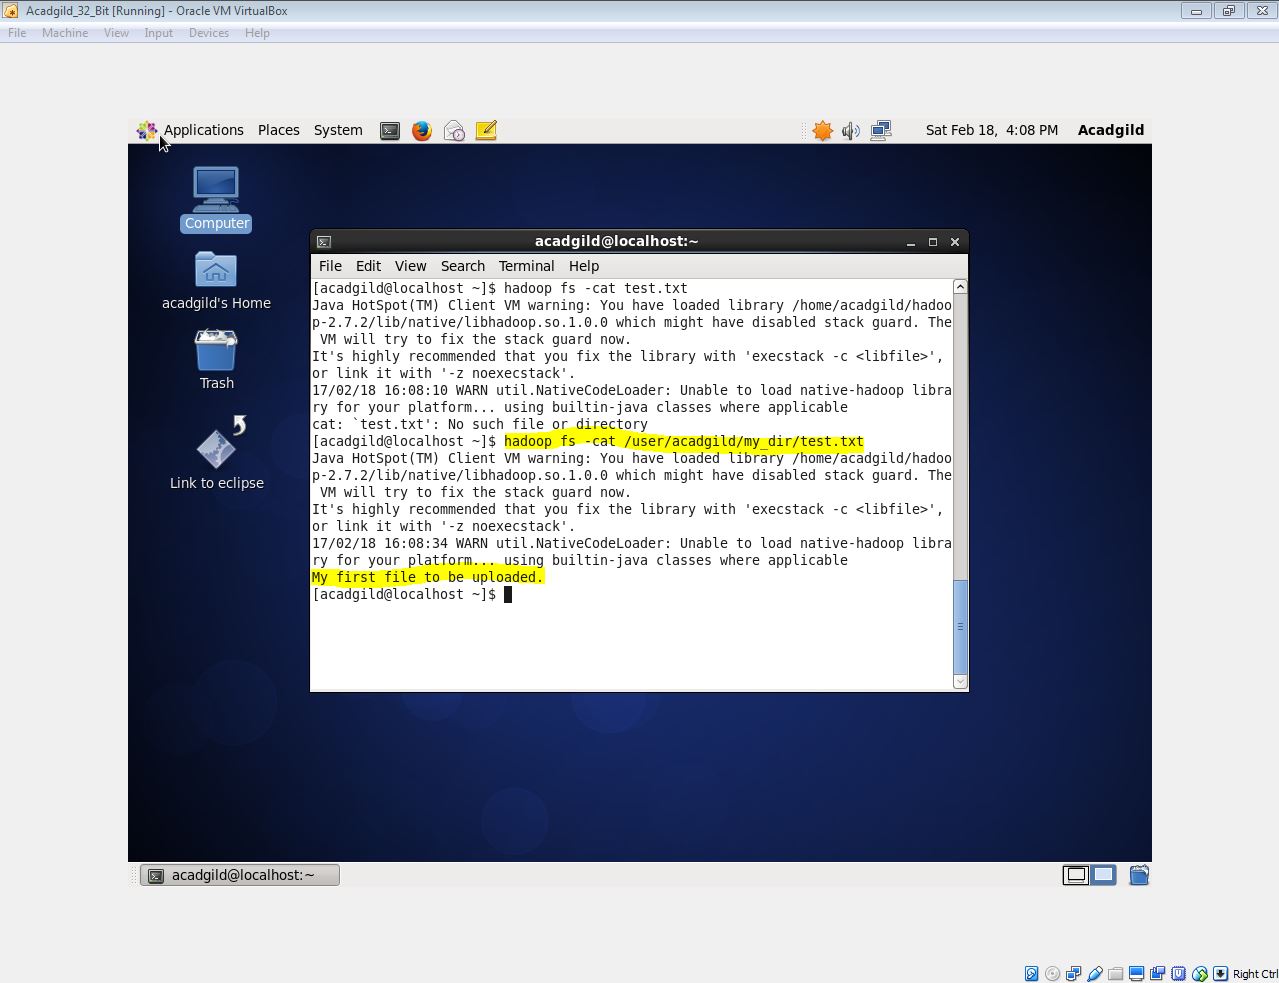 Acadgild_32_Bit [Running] - Oracle VM VirtualBox
File Machine View Input Devices Help
Applications Places System Sat Feb 18, 4:08 PM Acadgild
Computer
acadgild's Home
Trash
Link to eclipse
acadgild@localhost:~
File Edit View Search Terminal Help
[acadgild@localhost ~]$ hadoop fs -cat test.txt
Java HotSpot(TM) Client VM warning: You have loaded library /home/acadgild/hadoo
p-2.7.2/lib/native/libhadoop.so.1.0.0 which might have disabled stack guard. The
 VM will try to fix the stack guard now.
It's highly recommended that you fix the library with 'execstack -c <libfile>',
or link it with '-z noexecstack'.
17/02/18 16:08:10 WARN util.NativeCodeLoader: Unable to load native-hadoop libra
ry for your platform... using builtin-java classes where applicable
cat: `test.txt': No such file or directory
[acadgild@localhost ~]$ hadoop fs -cat /user/acadgild/my_dir/test.txt
Java HotSpot(TM) Client VM warning: You have loaded library /home/acadgild/hadoo
p-2.7.2/lib/native/libhadoop.so.1.0.0 which might have disabled stack guard. The
 VM will try to fix the stack guard now.
It's highly recommended that you fix the library with 'execstack -c <libfile>',
or link it with '-z noexecstack'.
17/02/18 16:08:34 WARN util.NativeCodeLoader: Unable to load native-hadoop libra
ry for your platform... using builtin-java classes where applicable
My first file to be uploaded.
[acadgild@localhost ~]$
acadgild@localhost:~
Right Ctrl